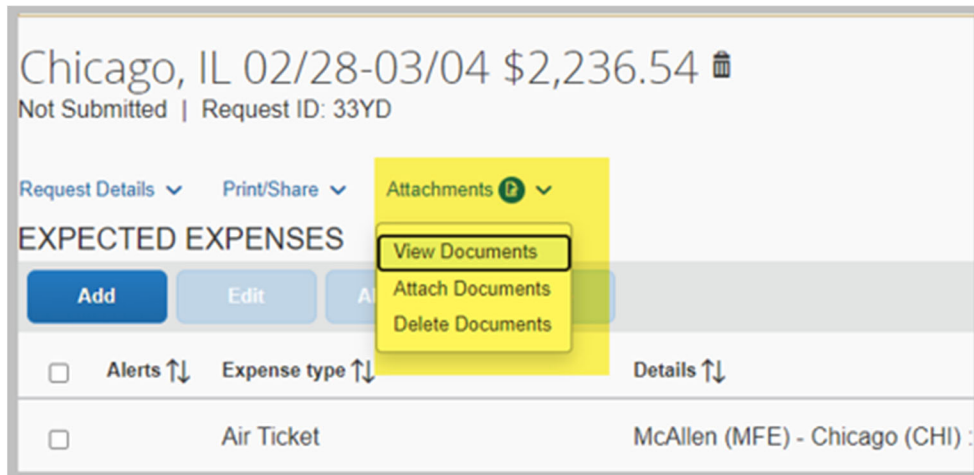 Chicago, IL 02/28-03/04 $2,236.54
Not Submitted | Request ID: 33YD
Request Details Print/Share Attachments
EXPECTED EXPENSES
View Documents
Add Edit
Attach Documents
Delete Documents
Alerts Expense type Details
Air Ticket McAllen (MFE) - Chicago (CHI) :